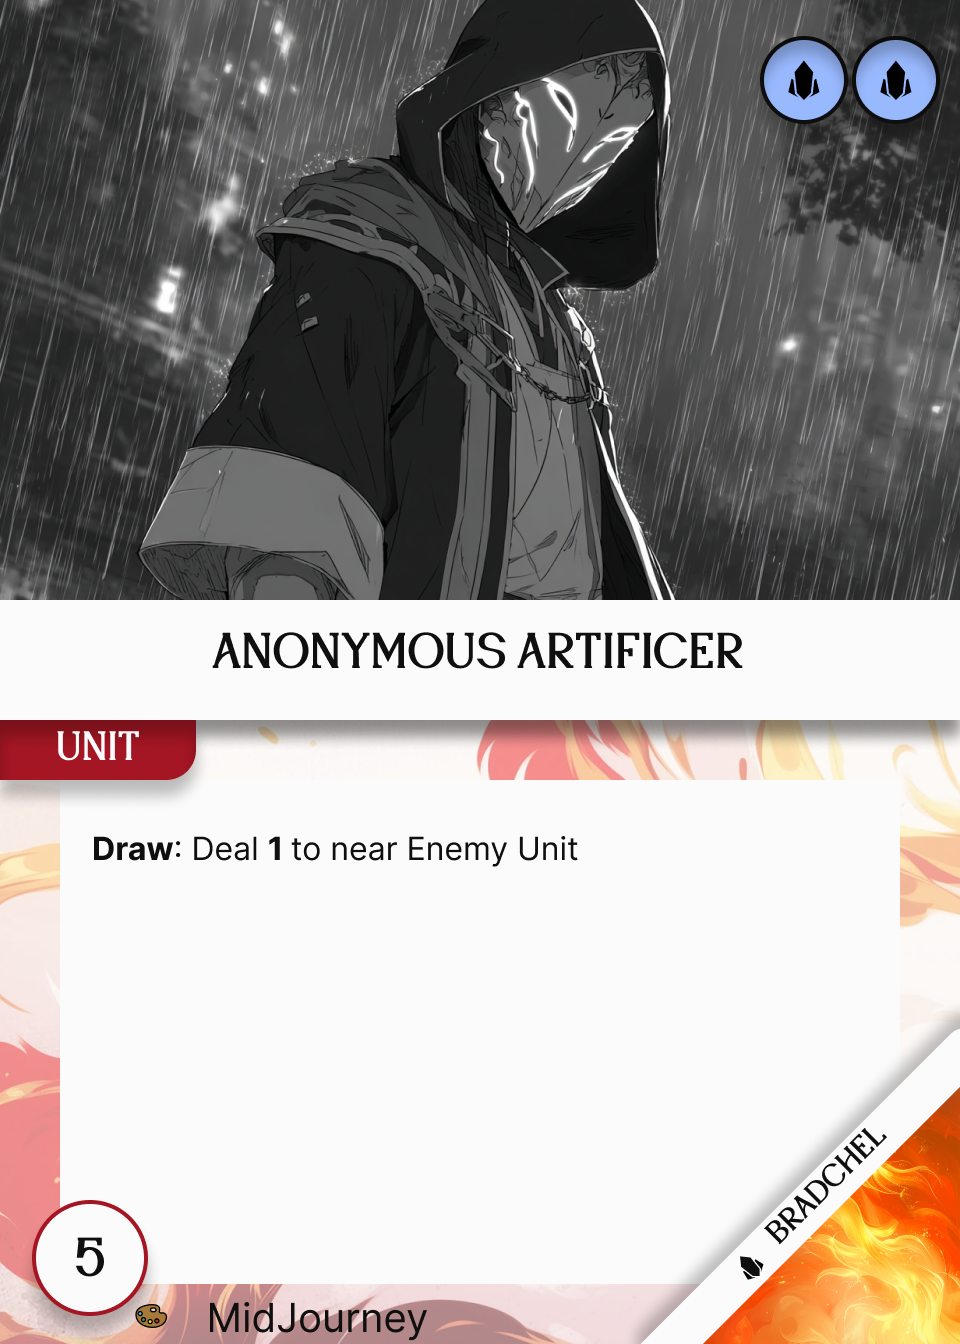 ANONYMOUS ARTIFICER
UNIT
Draw: Deal 1 to near Enemy Unit
BRADCHEL
5
MidJourney